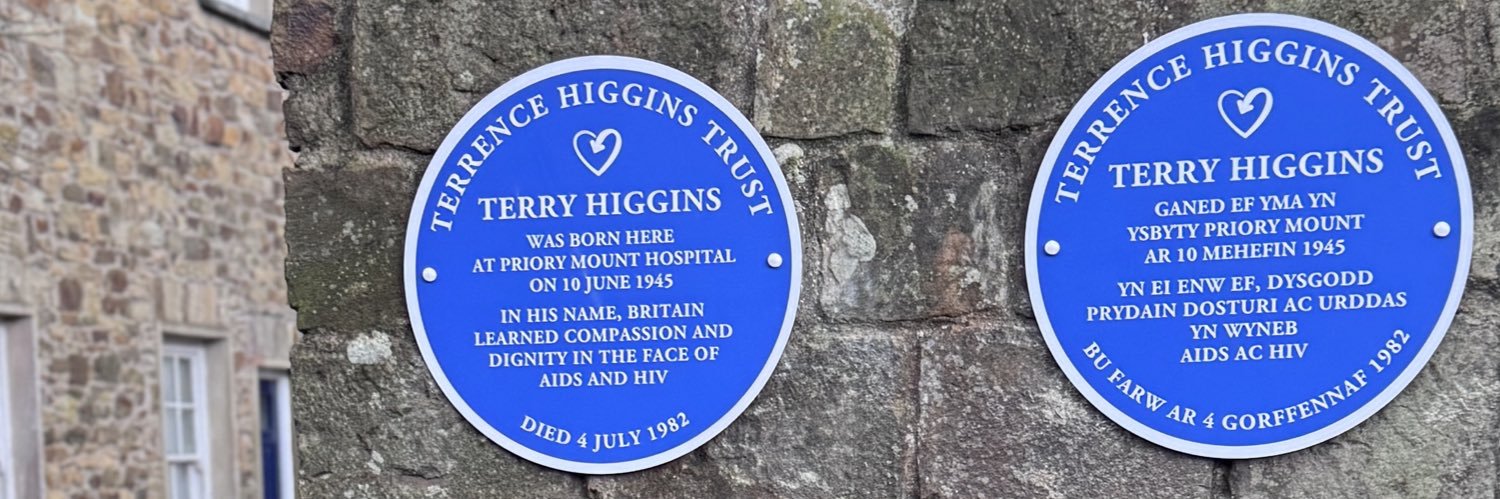 TERRENCE HIGGINS TRUST
TERRY HIGGINS
WAS BORN HERE
AT PRIORY MOUNT HOSPITAL
ON 10 JUNE 1945
IN HIS NAME, BRITAIN
LEARNED COMPASSION AND
DIGNITY IN THE FACE OF
AIDS AND HIV
DIED 4 JULY 1982
TERRENCE HIGGINS TRUST
TERRY HIGGINS
GANED EF YMA YN
YSBYTY PRIORY MOUNT
AR 10 MEHEFIN 1945
YN EI ENW EF, DYSGODD
PRYDAIN DOSTURI AC URDDAS
YN WYNEB
AIDS AC HIV
BU FARW AR 4 GORFFENNAF 1982